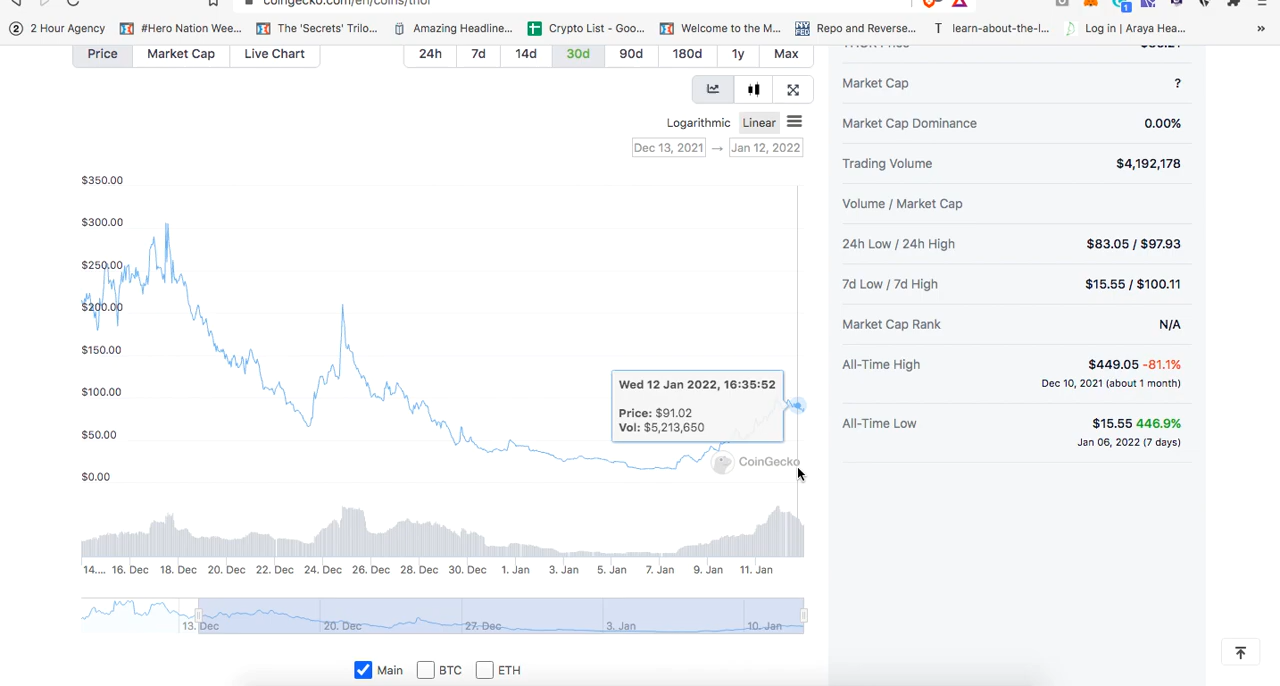 coingecko.com/en/coins/thor
2 Hour Agency
#Hero Nation Wee...
The 'Secrets' Trilo...
Amazing Headline...
Crypto List - Goo...
Welcome to the M...
Repo and Reverse...
T learn-about-the-l...
Log in | Araya Hea...
»
Price Market Cap Live Chart
24h 7d 14d 30d 90d 180d 1y Max
Logarithmic Linear
Dec 13, 2021 → Jan 12, 2022
$350.00
$300.00
$250.00
$200.00
$150.00
$100.00
$50.00
$0.00
Wed 12 Jan 2022, 16:35:52
Price: $91.02
Vol: $5,213,650
CoinGecko
14.... 16. Dec 18. Dec 20. Dec 22. Dec 24. Dec 26. Dec 28. Dec 30. Dec 1. Jan 3. Jan 5. Jan 7. Jan 9. Jan 11. Jan
13. Dec 20. Dec 27. Dec 3. Jan 10. Jan
Main BTC ETH
Market Cap ?
Market Cap Dominance 0.00%
Trading Volume $4,192,178
Volume / Market Cap
24h Low / 24h High $83.05 / $97.93
7d Low / 7d High $15.55 / $100.11
Market Cap Rank N/A
All-Time High $449.05 -81.1%
Dec 10, 2021 (about 1 month)
All-Time Low $15.55 446.9%
Jan 06, 2022 (7 days)